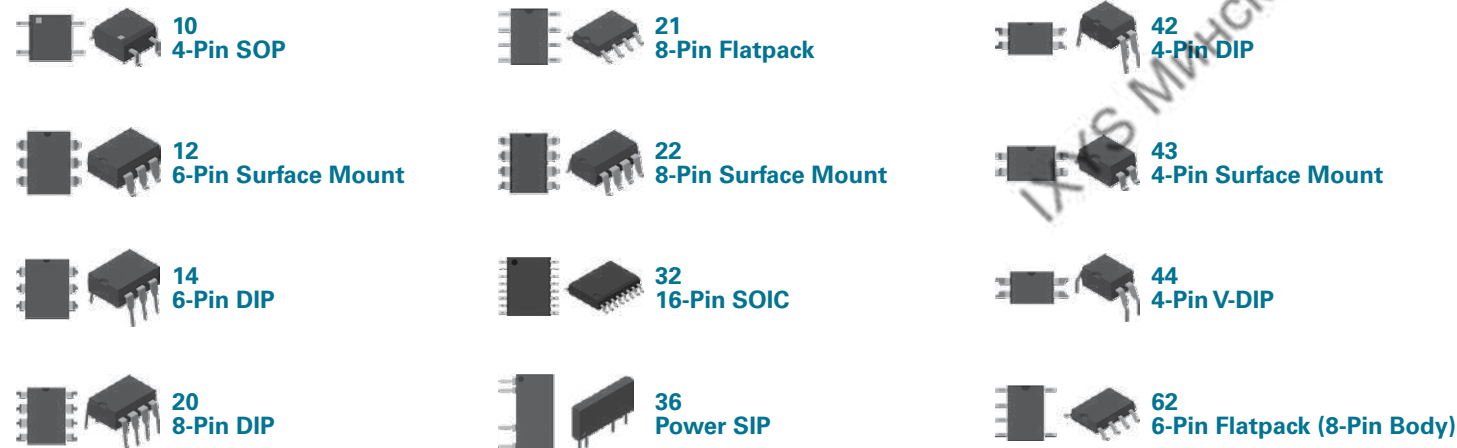 10
4-Pin SOP
21
8-Pin Flatpack
42
4-Pin DIP
12
6-Pin Surface Mount
22
8-Pin Surface Mount
43
4-Pin Surface Mount
14
6-Pin DIP
32
16-Pin SOIC
44
4-Pin V-DIP
20
8-Pin DIP
36
Power SIP
62
6-Pin Flatpack (8-Pin Body)
IXYS МИНСК